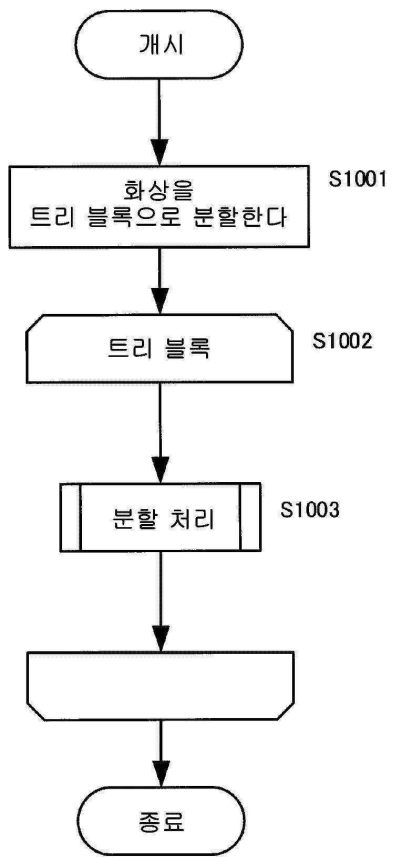 개시
화상을
트리 블록으로 분할한다
S1001
트리 블록
S1002
분할 처리
S1003
종료